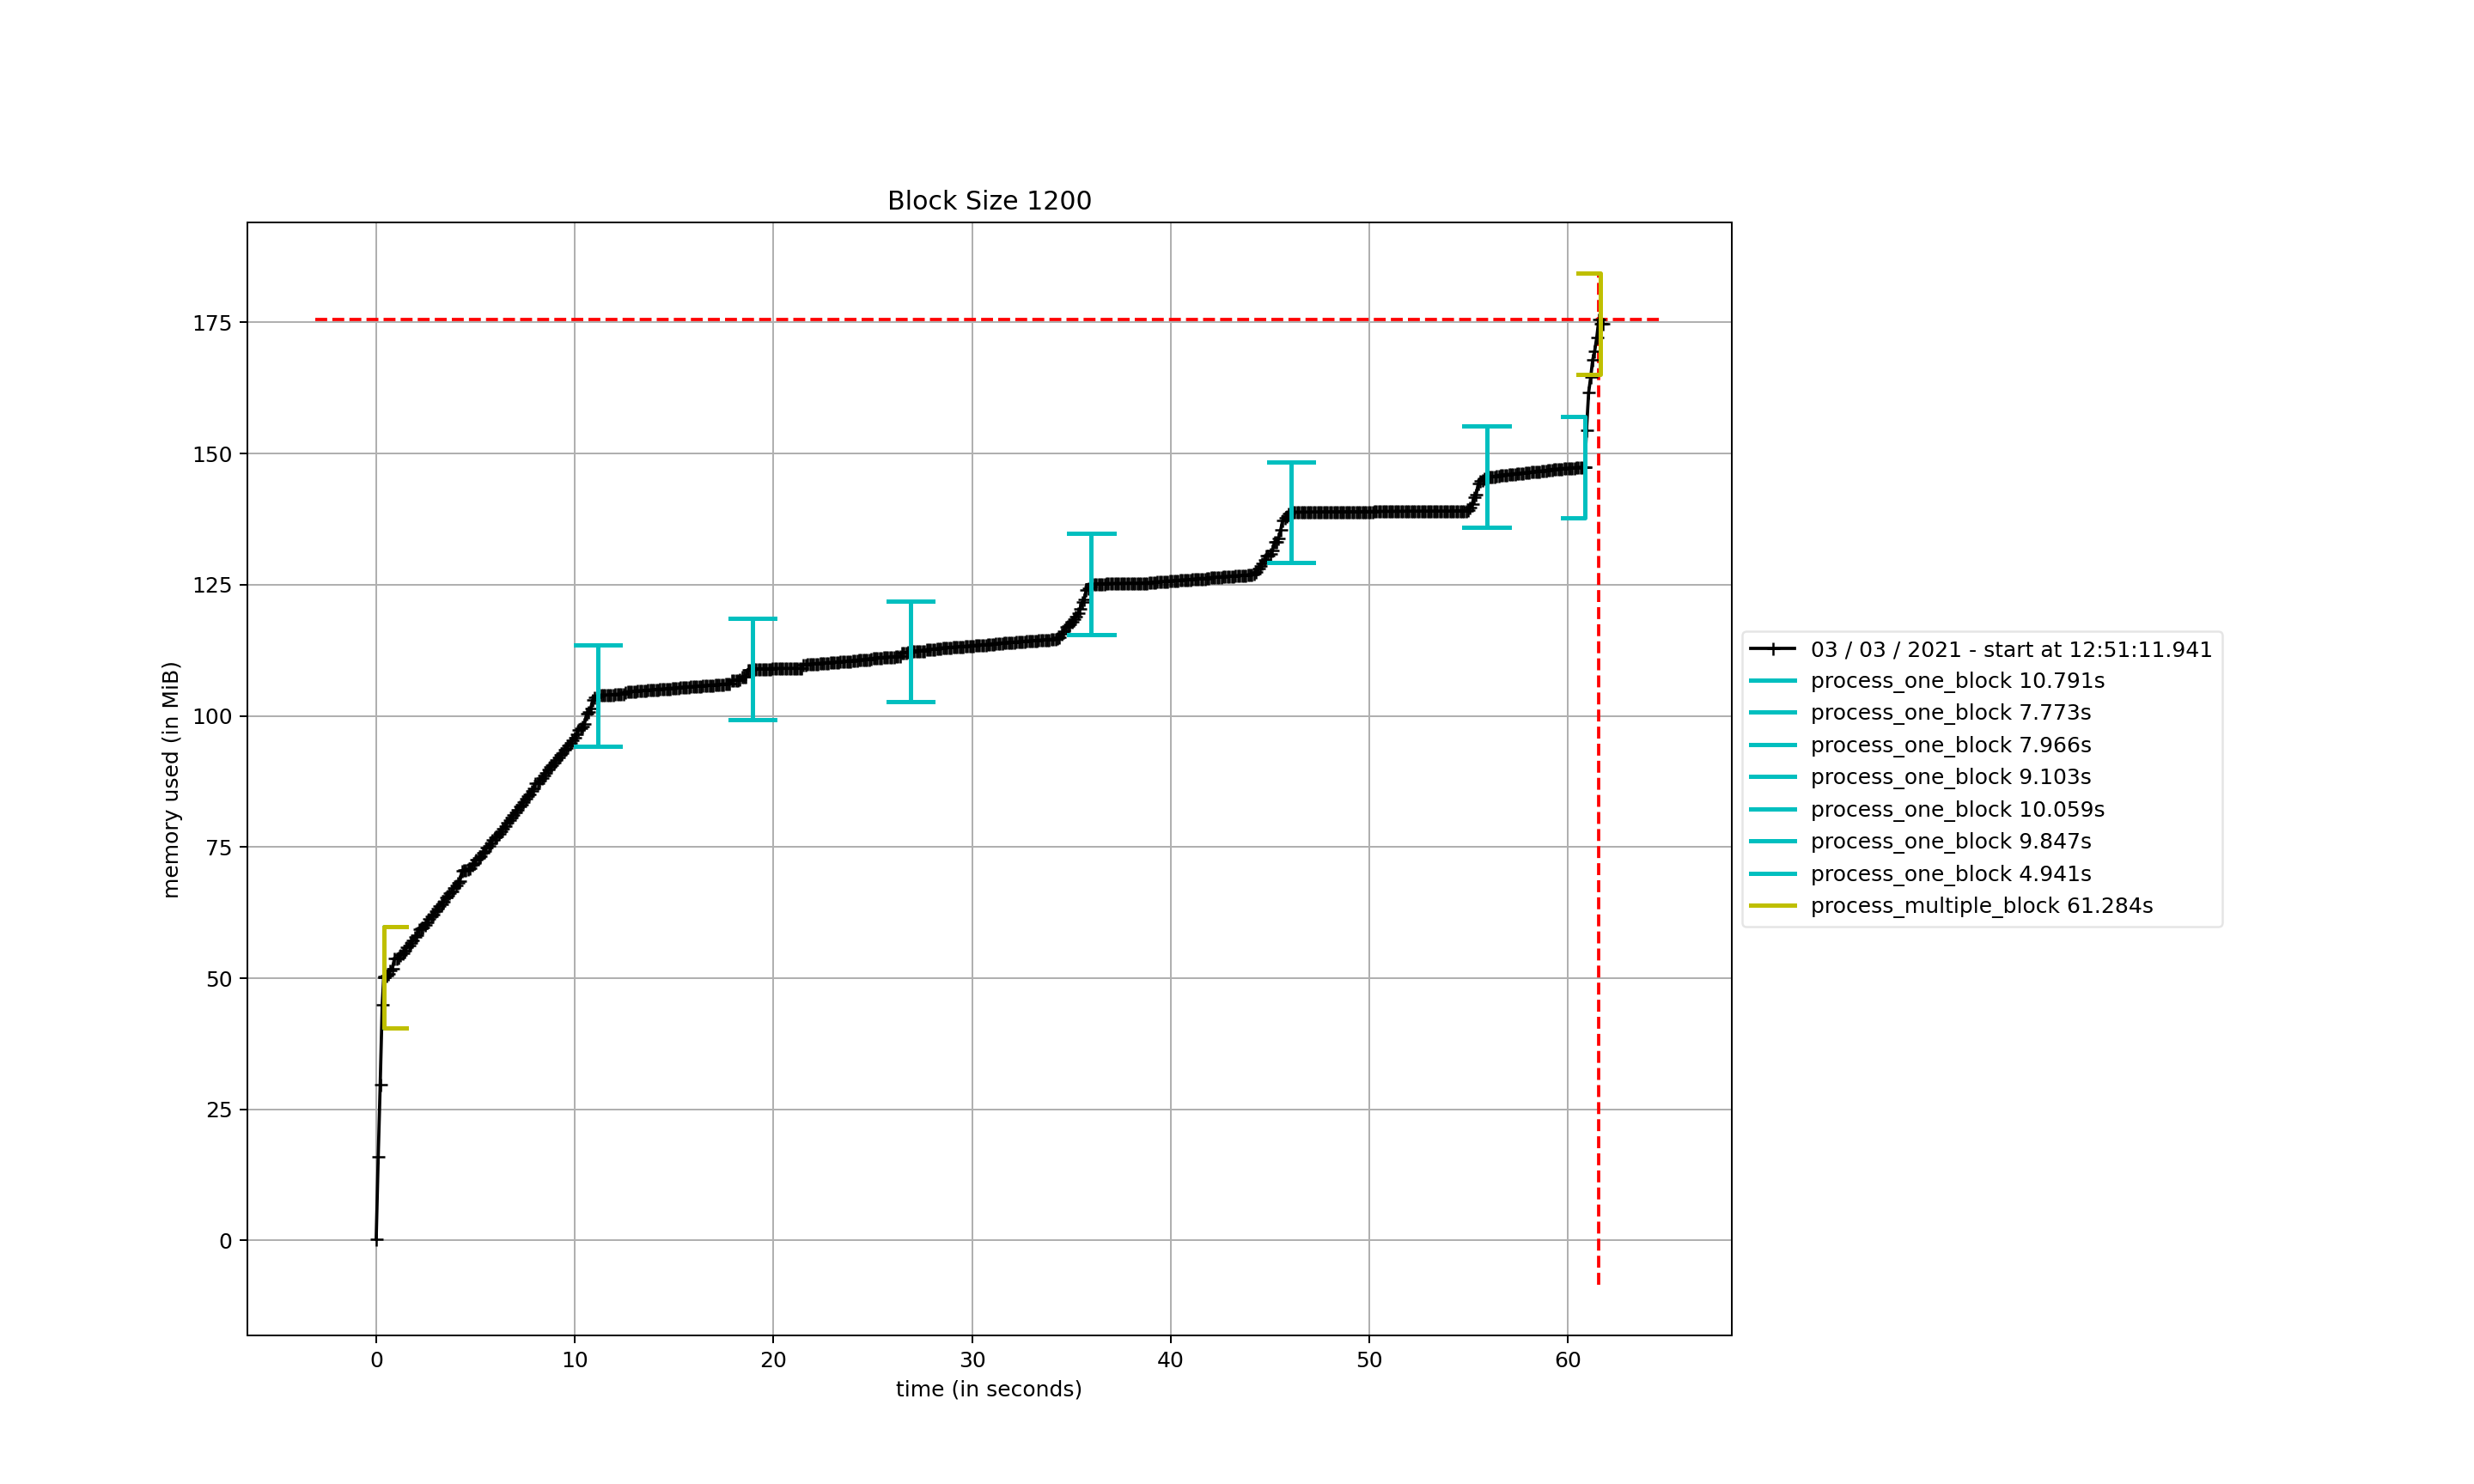 Block Size 1200
175
150
125
100
75
50
25
0
memory used (in MiB)
0 10 20 30 40 50 60
time (in seconds)
03 / 03 / 2021 - start at 12:51:11.941
process_one_block 10.791s
process_one_block 7.773s
process_one_block 7.966s
process_one_block 9.103s
process_one_block 10.059s
process_one_block 9.847s
process_one_block 4.941s
process_multiple_block 61.284s